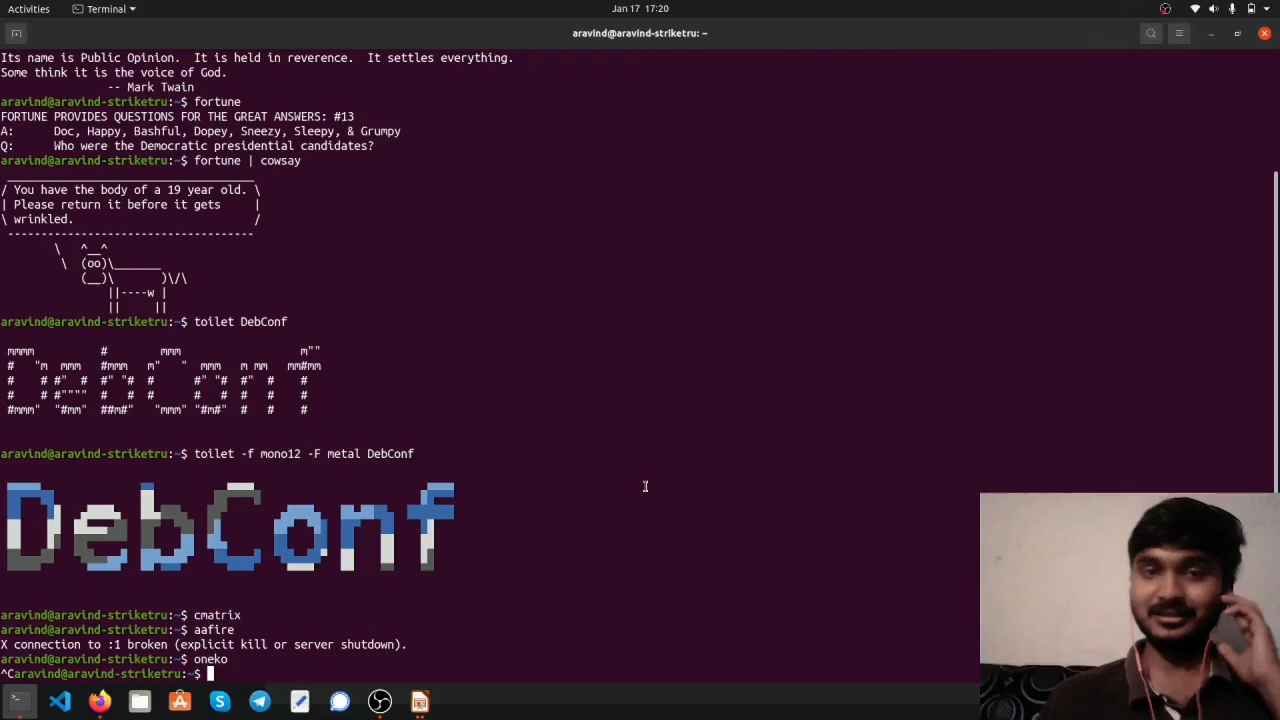 Activities
Terminal
Jan 17 17:20
aravind@aravind-striketru: ~
Its name is Public Opinion.  It is held in reverence.  It settles everything.
Some think it is the voice of God.
                -- Mark Twain
aravind@aravind-striketru:~$ fortune
FORTUNE PROVIDES QUESTIONS FOR THE GREAT ANSWERS: #13
A:      Doc, Happy, Bashful, Dopey, Sneezy, Sleepy, & Grumpy
Q:      Who were the Democratic presidential candidates?
aravind@aravind-striketru:~$ fortune | cowsay
/ You have the body of a 19 year old. \
| Please return it before it gets     |
\ wrinkled.                           /
aravind@aravind-striketru:~$ toilet DebConf
DebConf
aravind@aravind-striketru:~$ toilet -f mono12 -F metal DebConf
DebConf
aravind@aravind-striketru:~$ cmatrix
aravind@aravind-striketru:~$ aafire
X connection to :1 broken (explicit kill or server shutdown).
aravind@aravind-striketru:~$ oneko
^Caravind@aravind-striketru:~$